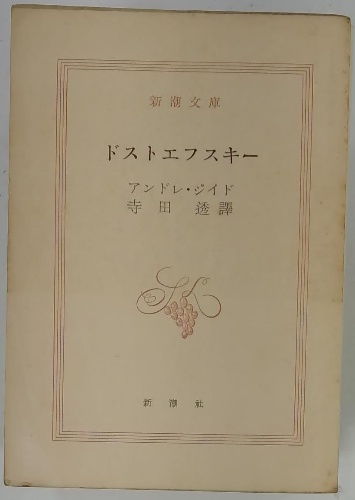 新潮文庫
ドストエフスキー
アンドレ・ジイド
寺田 透譯
新潮社